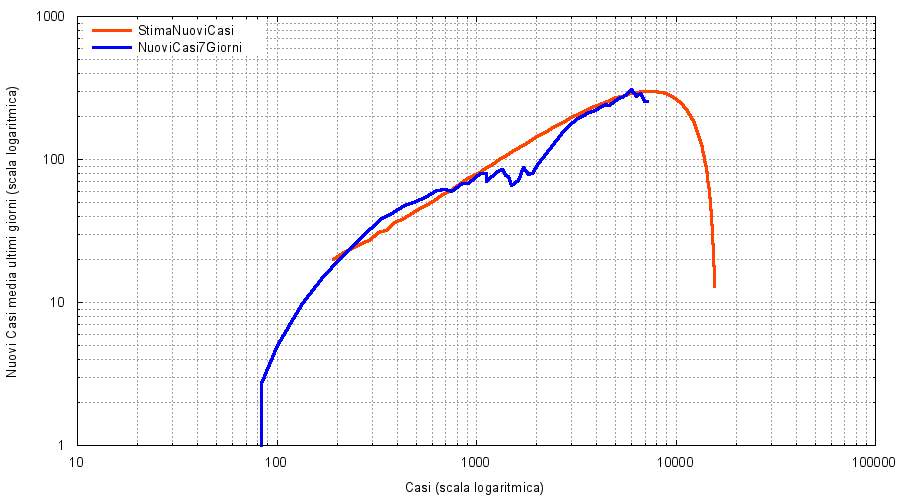 1000
100
10
1
Nuovi Casi media ultimi giorni (scala logaritmica)
StimaNuoviCasi
NuoviCasi7Giorni
10 100 1000 10000 100000
Casi (scala logaritmica)